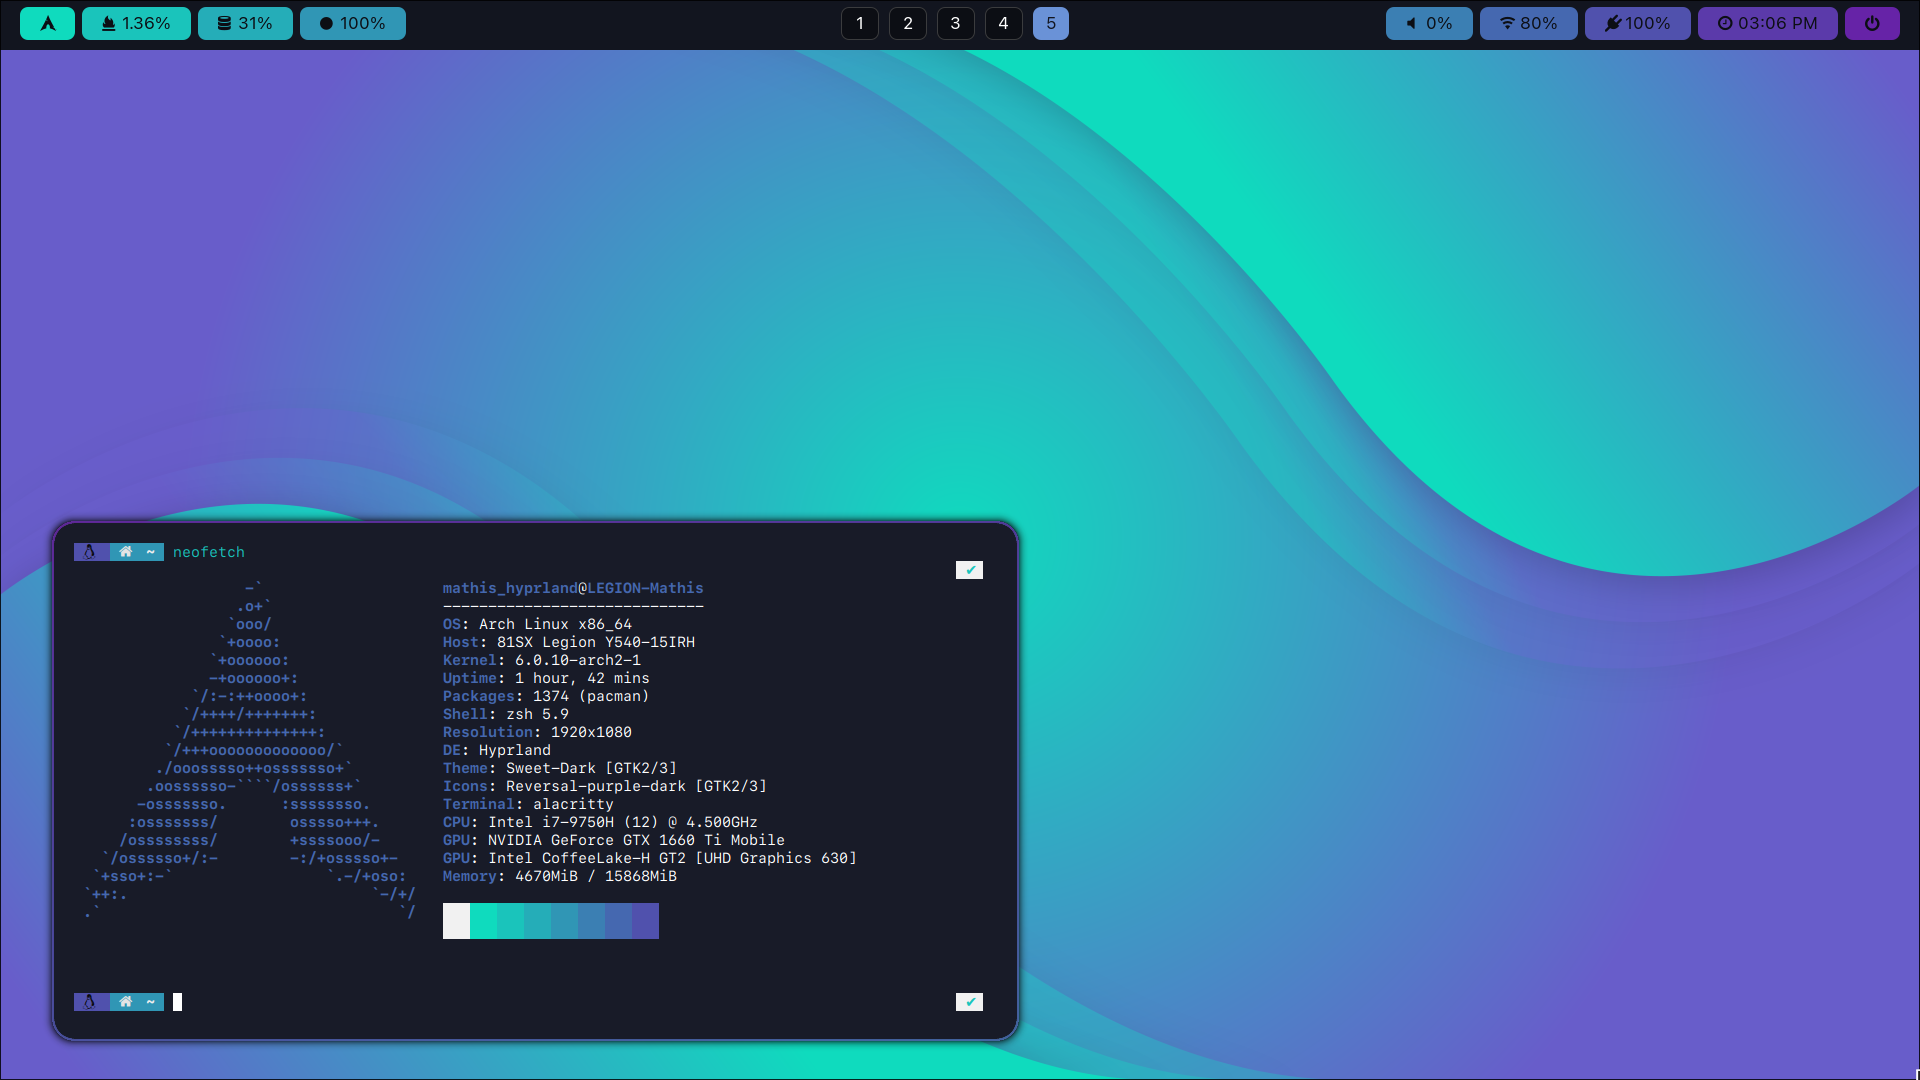 1.36% 31% 100% 1 2 3 4 5 0% 80% 100% 03:06 PM
~ neofetch
-`
.o+`
`ooo/
`+oooo:
`+oooooo:
-+oooooo+:
`/:-:++oooo+:
`/++++/+++++++:
`/++++++++++++++:
`/+++ooooooooooooo/`
./ooosssso++osssssso+`
.oossssso-````/ossssss+`
-osssssso.      :ssssssso.
:osssssss/        osssso+++.
/ossssssss/        +ssssooo/-
`/ossssso+/:-        -:/+osssso+-
`+sso+:-`                 `.-/+oso:
`++:.                           `-/+/
.`                                 `/
mathis_hyprland@LEGION-Mathis
-----------------------------
OS: Arch Linux x86_64
Host: 81SX Legion Y540-15IRH
Kernel: 6.0.10-arch2-1
Uptime: 1 hour, 42 mins
Packages: 1374 (pacman)
Shell: zsh 5.9
Resolution: 1920x1080
DE: Hyprland
Theme: Sweet-Dark [GTK2/3]
Icons: Reversal-purple-dark [GTK2/3]
Terminal: alacritty
CPU: Intel i7-9750H (12) @ 4.500GHz
GPU: NVIDIA GeForce GTX 1660 Ti Mobile
GPU: Intel CoffeeLake-H GT2 [UHD Graphics 630]
Memory: 4670MiB / 15868MiB
~